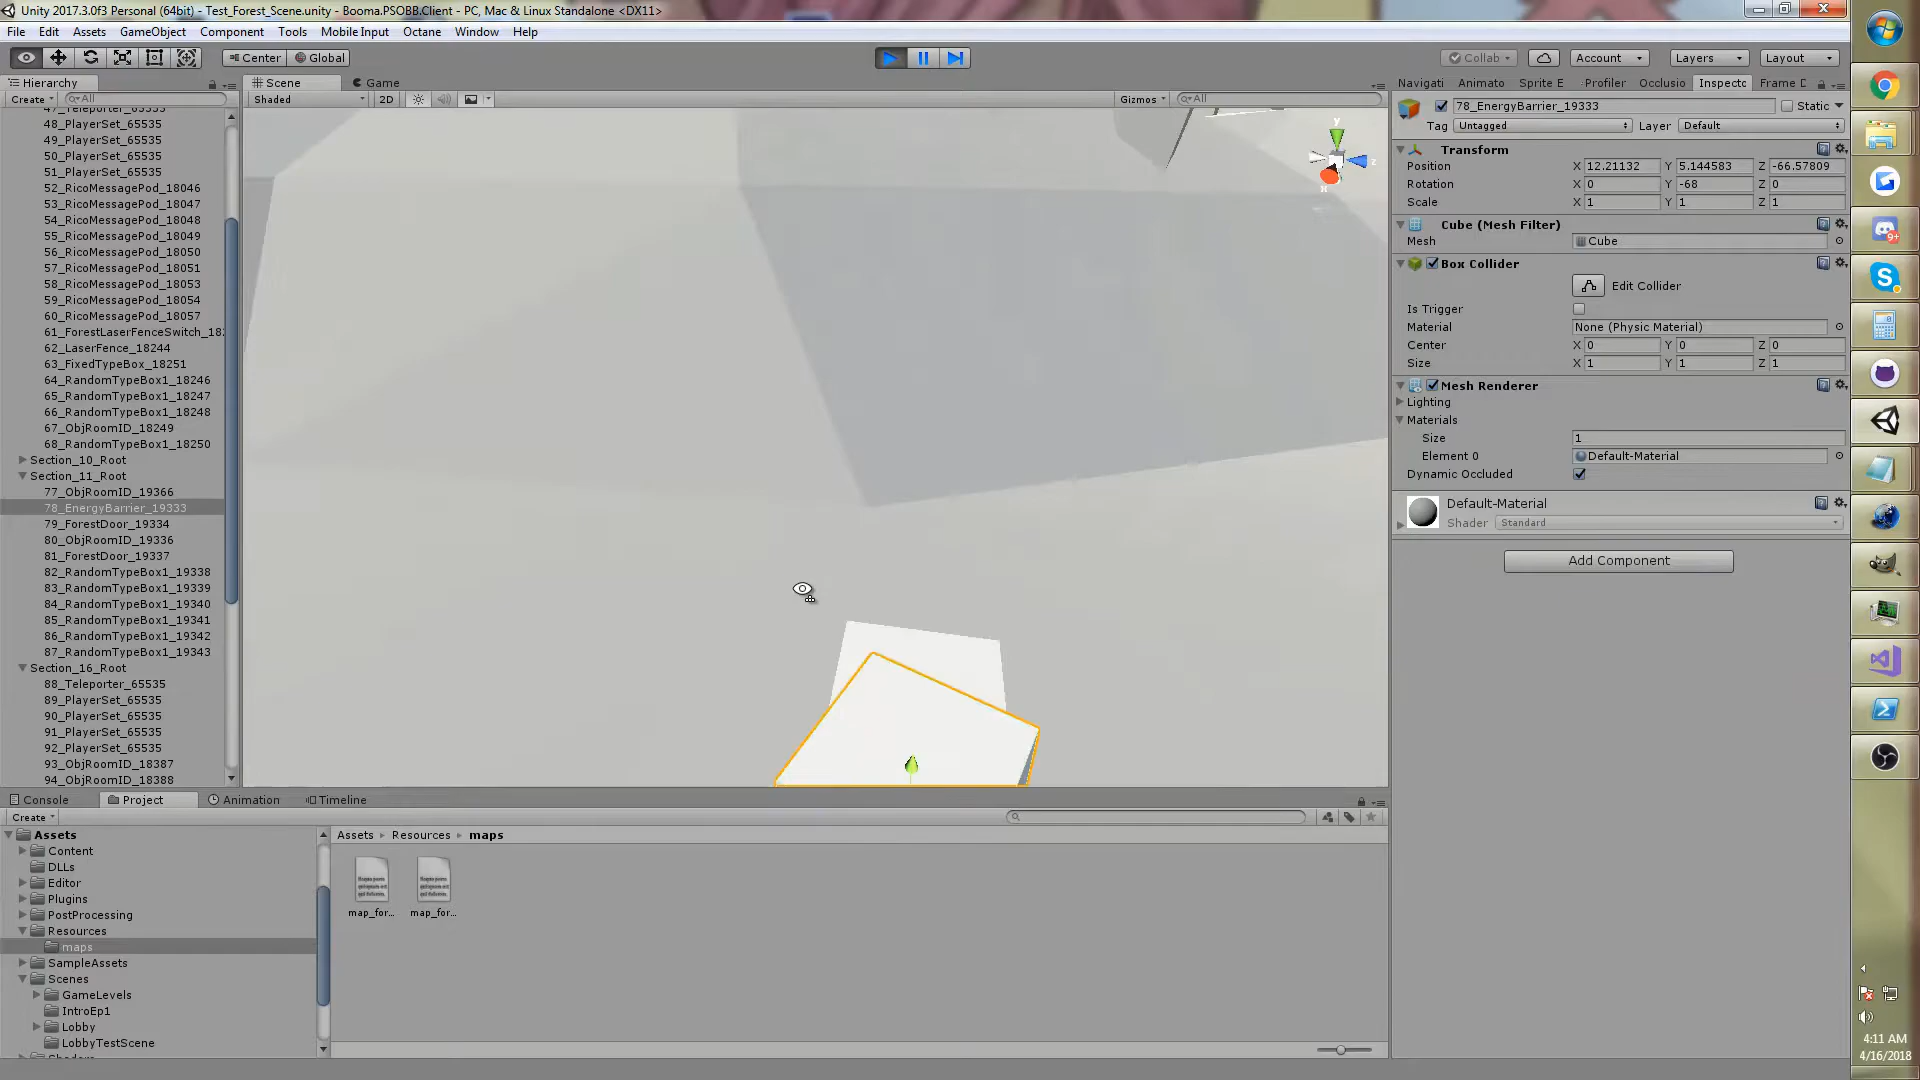 Unity 2017.3.0f3 Personal (64bit) - Test_Forest_Scene.unity - Booma.PSOBB.Client - PC, Mac & Linux Standalone <DX11>
File Edit Assets GameObject Component Tools Mobile Input Octane Window Help
Center Global Collab Account Layers Layout
Hierarchy
Create All
47_Teleporter_65535
48_PlayerSet_65535
49_PlayerSet_65535
50_PlayerSet_65535
51_PlayerSet_65535
52_RicoMessagePod_18046
53_RicoMessagePod_18047
54_RicoMessagePod_18048
55_RicoMessagePod_18049
56_RicoMessagePod_18050
57_RicoMessagePod_18051
58_RicoMessagePod_18053
59_RicoMessagePod_18054
60_RicoMessagePod_18057
61_ForestLaserFenceSwitch_18:
62_LaserFence_18244
63_FixedTypeBox_18251
64_RandomTypeBox1_18246
65_RandomTypeBox1_18247
66_RandomTypeBox1_18248
67_ObjRoomID_18249
68_RandomTypeBox1_18250
Section_10_Root
Section_11_Root
77_ObjRoomID_19366
78_EnergyBarrier_19333
79_ForestDoor_19334
80_ObjRoomID_19336
81_ForestDoor_19337
82_RandomTypeBox1_19338
83_RandomTypeBox1_19339
84_RandomTypeBox1_19340
85_RandomTypeBox1_19341
86_RandomTypeBox1_19342
87_RandomTypeBox1_19343
Section_16_Root
88_Teleporter_65535
89_PlayerSet_65535
90_PlayerSet_65535
91_PlayerSet_65535
92_PlayerSet_65535
93_ObjRoomID_18387
94_ObjRoomID_18388
Scene Game
Shaded 2D Gizmos All
y
z
x
Navigati Animato Sprite E Profiler Occlusio Inspectc Frame D
78_EnergyBarrier_19333 Static
Tag Untagged Layer Default
Transform
Position X 12.21132 Y 5.144583 Z -66.57809
Rotation X 0 Y -68 Z 0
Scale X 1 Y 1 Z 1
Cube (Mesh Filter)
Mesh Cube
Box Collider
Edit Collider
Is Trigger
Material None (Physic Material)
Center X 0 Y 0 Z 0
Size X 1 Y 1 Z 1
Mesh Renderer
Lighting
Materials
Size 1
Element 0 Default-Material
Dynamic Occluded
Default-Material
Shader Standard
Add Component
Console Project Animation Timeline
Create
Assets
Content
DLLs
Editor
Plugins
PostProcessing
Resources
maps
SampleAssets
Scenes
GameLevels
IntroEp1
Lobby
LobbyTestScene
Assets Resources maps
map_for... map_for...
9+
4:11 AM
4/16/2018